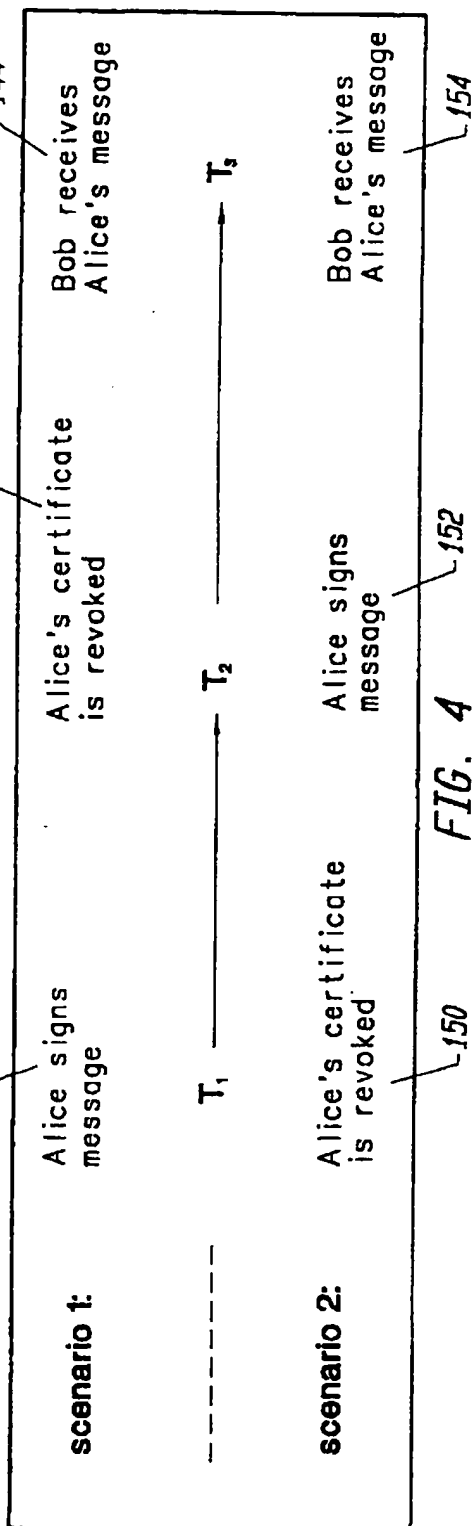 scenario 1:
Alice signs
message
Alice's certificate
is revoked
Bob receives
Alice's message
T₁
T₂
T₃
scenario 2:
Alice's certificate
is revoked
150
Alice signs
message
152
Bob receives
Alice's message
154
FIG. 4